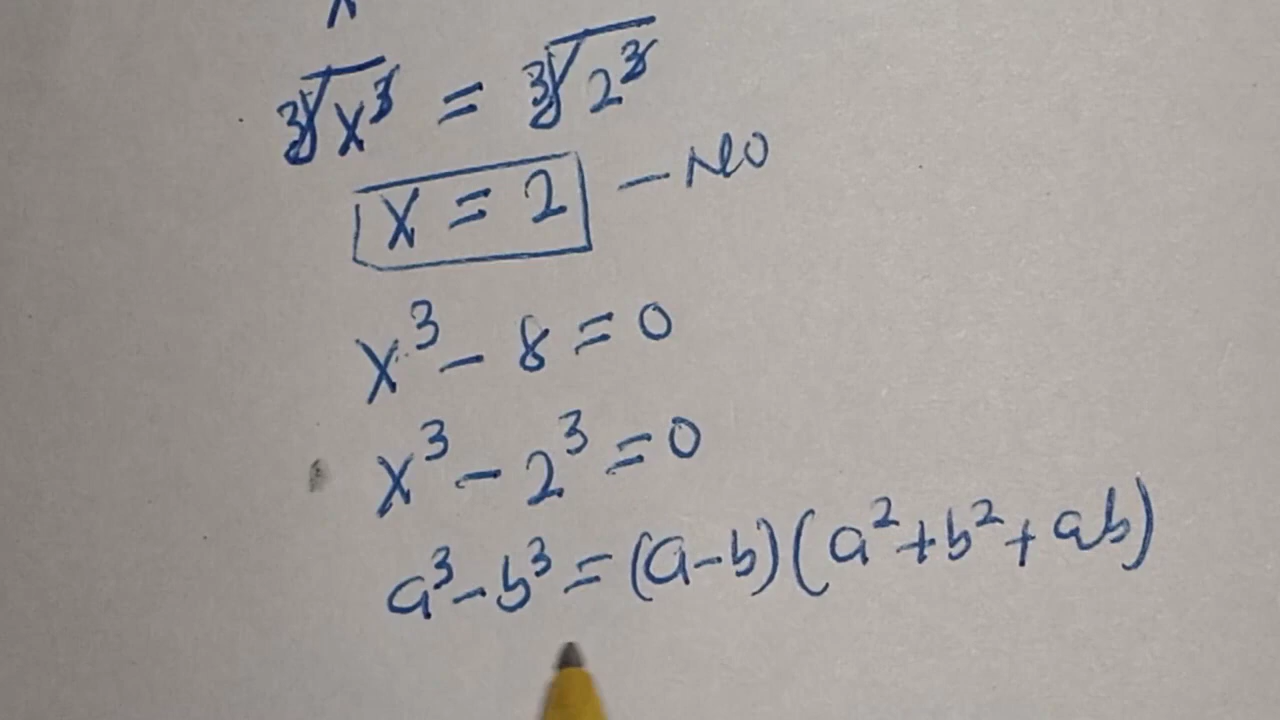 ∛x³ = ∛2³
x = 2 - NO
x³ - 8 = 0
x³ - 2³ = 0
a³ - b³ = (a-b)(a² + b² + ab)